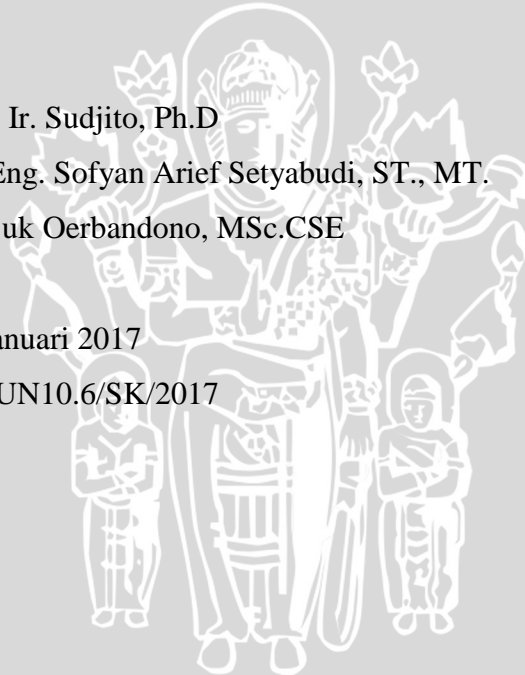 Ir. Sudjito, Ph.D
Eng. Sofyan Arief Setyabudi, ST., MT.
uk Oerbandono, MSc.CSE
anuari 2017
UN10.6/SK/2017